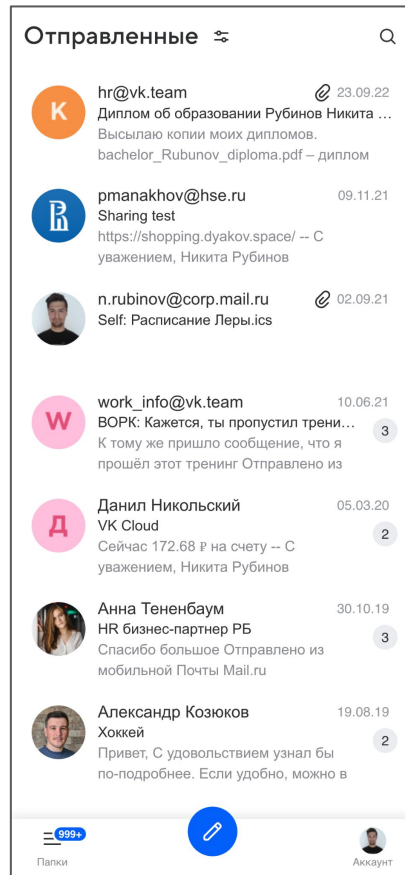 Отправленные
hr@vk.team 23.09.22
К
Диплом об образовании Рубинов Никита ...
Высылаю копии моих дипломов.
bachelor_Rubunov_diploma.pdf – диплом
pmanakhov@hse.ru 09.11.21
Sharing test
https://shopping.dyakov.space/ -- С
уважением, Никита Рубинов
n.rubinov@corp.mail.ru 02.09.21
Self: Расписание Леры.ics
work_info@vk.team 10.06.21
W
ВОРК: Кажется, ты пропустил трени...
3
К тому же пришло сообщение, что я
прошёл этот тренинг Отправлено из
Данил Никольский 05.03.20
Д
VK Cloud
2
Сейчас 172.68 ₽ на счету -- С
уважением, Никита Рубинов
Анна Тененбаум 30.10.19
HR бизнес-партнер РБ
3
Спасибо большое Отправлено из
мобильной Почты Mail.ru
Александр Козюков 19.08.19
Хоккей
2
Привет, С удовольствием узнал бы
по-подробнее. Если удобно, можно в
999+
Папки
Аккаунт